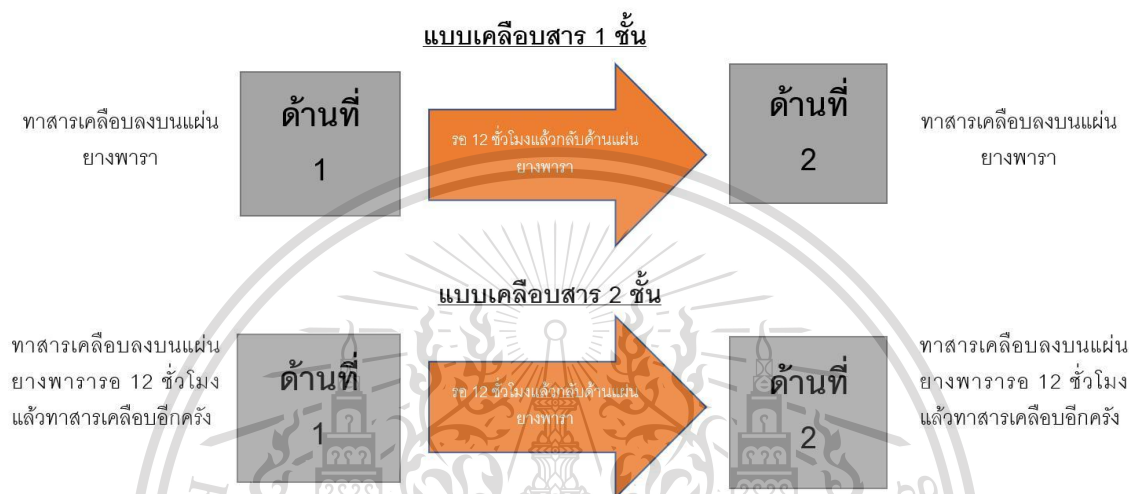 แบบเคลือบสาร 1 ชั้น
ทาสารเคลือบลงบนแผ่น
ยางพารา
ด้านที่
1
รอ 12 ชั่วโมงแล้วกลับด้านแผ่น
ยางพารา
ด้านที่
2
ทาสารเคลือบลงบนแผ่น
ยางพารา
แบบเคลือบสาร 2 ชั้น
ทาสารเคลือบลงบนแผ่น
ยางพารารอ 12 ชั่วโมง
แล้วทาสารเคลือบอีกครัง
ด้านที่
1
รอ 12 ชั่วโมงแล้วกลับด้านแผ่น
ยางพารา
ด้านที่
2
ทาสารเคลือบลงบนแผ่น
ยางพารารอ 12 ชั่วโมง
แล้วทาสารเคลือบอีกครัง